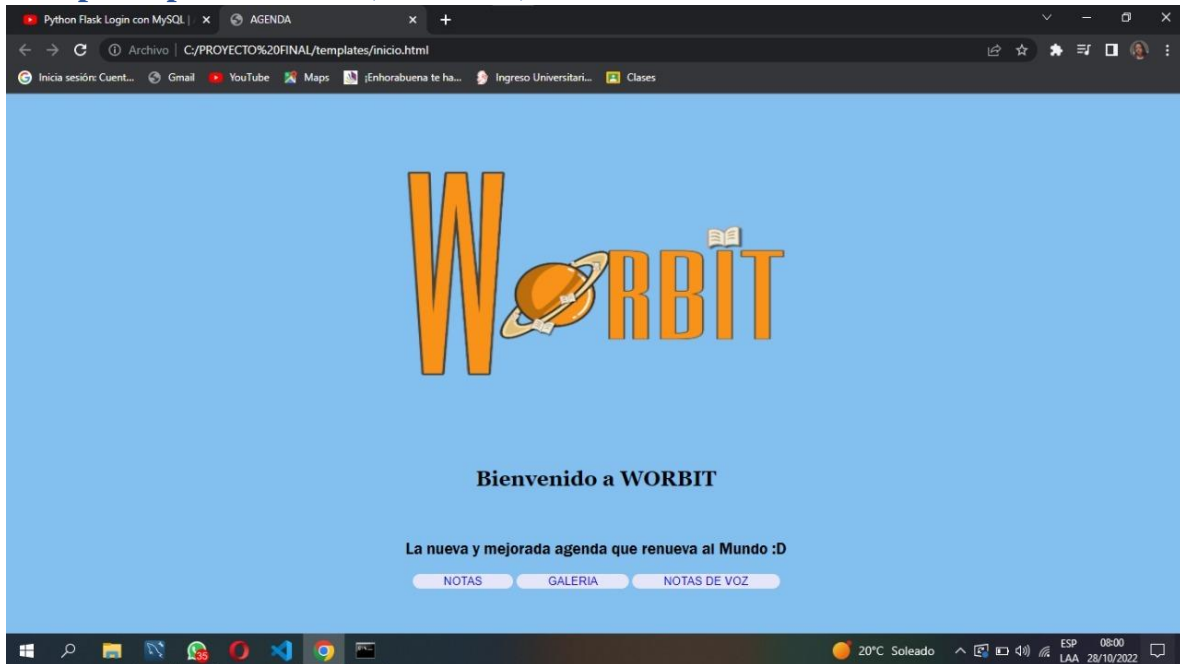 Python Flask Login con MySQL |
AGENDA
Archivo | C:/PROYECTO%20FINAL/templates/inicio.html
Inicia sesión: Cuent...
Gmail
YouTube
Maps
¡Enhorabuena te ha...
Ingreso Universitari...
Clases
WORBIT
Bienvenido a WORBIT
La nueva y mejorada agenda que renueva al Mundo :D
NOTAS
GALERIA
NOTAS DE VOZ
35
20°C Soleado
ESP
LAA
08:00
28/10/2022